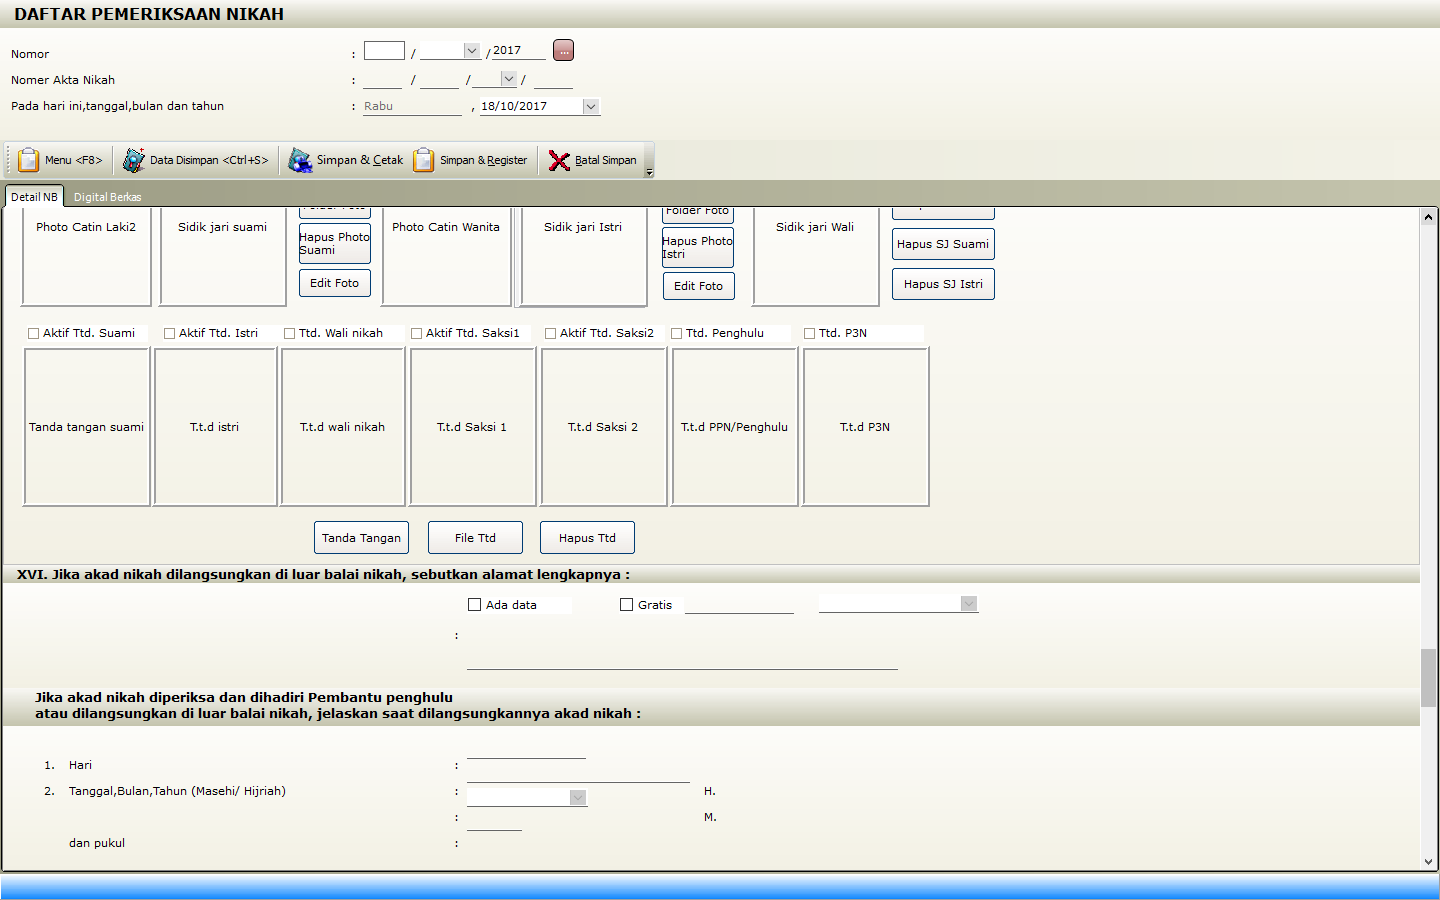 DAFTAR PEMERIKSAAN NIKAH
Nomor : / / 2017 ...
Nomer Akta Nikah : / / /
Pada hari ini,tanggal,bulan dan tahun : Rabu , 18/10/2017
Menu <F8> Data Disimpan <Ctrl+S> Simpan & Cetak Simpan & Register Batal Simpan
Detail NB Digital Berkas
Folder Foto Folder Foto
Photo Catin Laki2 Sidik jari suami Hapus Photo Suami Photo Catin Wanita Sidik jari Istri Hapus Photo Istri Sidik jari Wali Hapus SJ Suami
Edit Foto Edit Foto Hapus SJ Istri
Aktif Ttd. Suami Aktif Ttd. Istri Ttd. Wali nikah Aktif Ttd. Saksi1 Aktif Ttd. Saksi2 Ttd. Penghulu Ttd. P3N
Tanda tangan suami T.t.d istri T.t.d wali nikah T.t.d Saksi 1 T.t.d Saksi 2 T.t.d PPN/Penghulu T.t.d P3N
Tanda Tangan File Ttd Hapus Ttd
XVI. Jika akad nikah dilangsungkan di luar balai nikah, sebutkan alamat lengkapnya :
Ada data Gratis
:
Jika akad nikah diperiksa dan dihadiri Pembantu penghulu
atau dilangsungkan di luar balai nikah, jelaskan saat dilangsungkannya akad nikah :
1. Hari :
2. Tanggal,Bulan,Tahun (Masehi/ Hijriah) : H.
: M.
dan pukul :